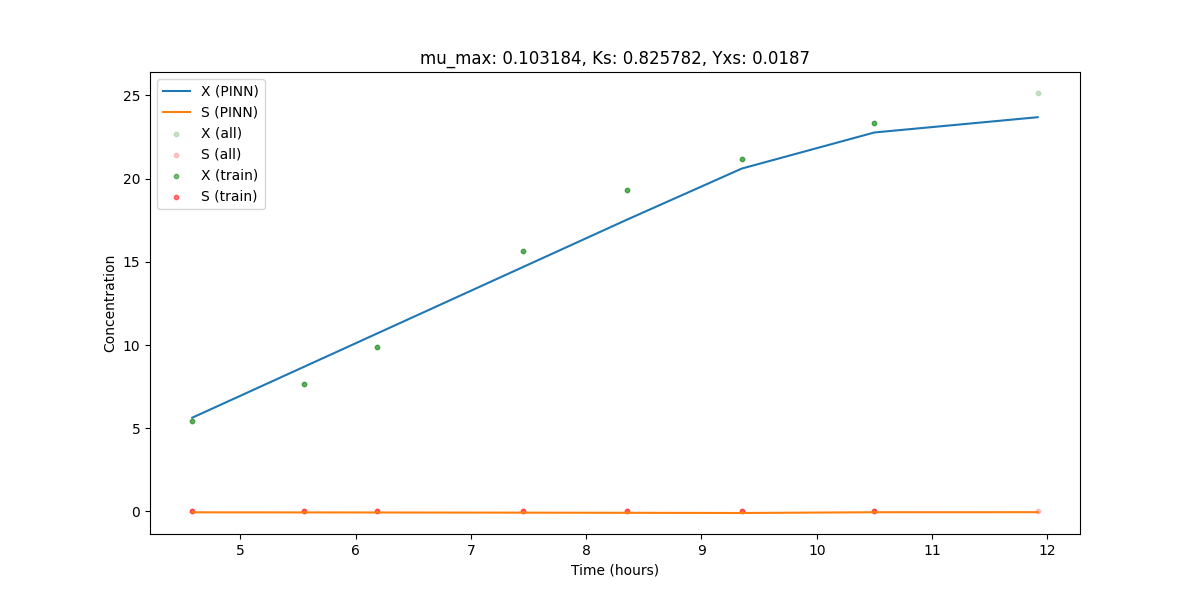 mu_max: 0.103184, Ks: 0.825782, Yxs: 0.0187
X (PINN)
S (PINN)
X (all)
S (all)
X (train)
S (train)
25
20
15
10
5
0
Concentration
5 6 7 8 9 10 11 12
Time (hours)